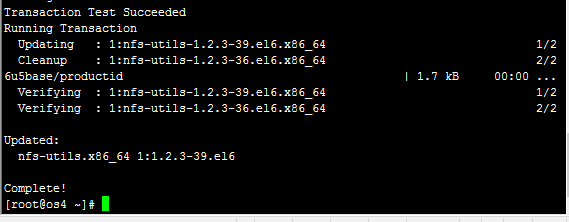 Transaction Test Succeeded
Running Transaction
  Updating   : 1:nfs-utils-1.2.3-39.el6.x86_64                                1/2
  Cleanup    : 1:nfs-utils-1.2.3-36.el6.x86_64                                2/2
6u5base/productid                                          | 1.7 kB     00:00 ...
  Verifying  : 1:nfs-utils-1.2.3-39.el6.x86_64                                1/2
  Verifying  : 1:nfs-utils-1.2.3-36.el6.x86_64                                2/2

Updated:
  nfs-utils.x86_64 1:1.2.3-39.el6

Complete!
[root@os4 ~]#